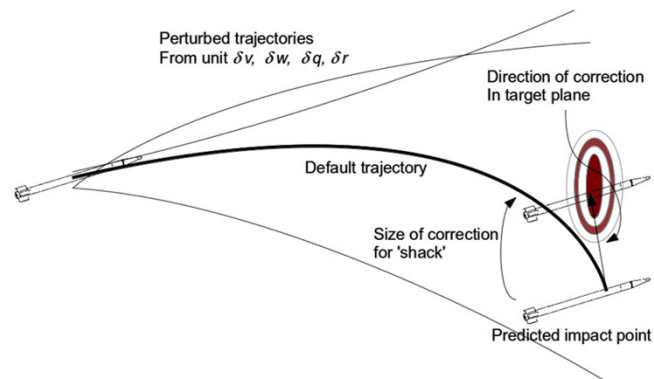 Perturbed trajectories
From unit δv, δw, δq, δr
Direction of correction
In target plane
Default trajectory
Size of correction
for 'shack'
Predicted impact point